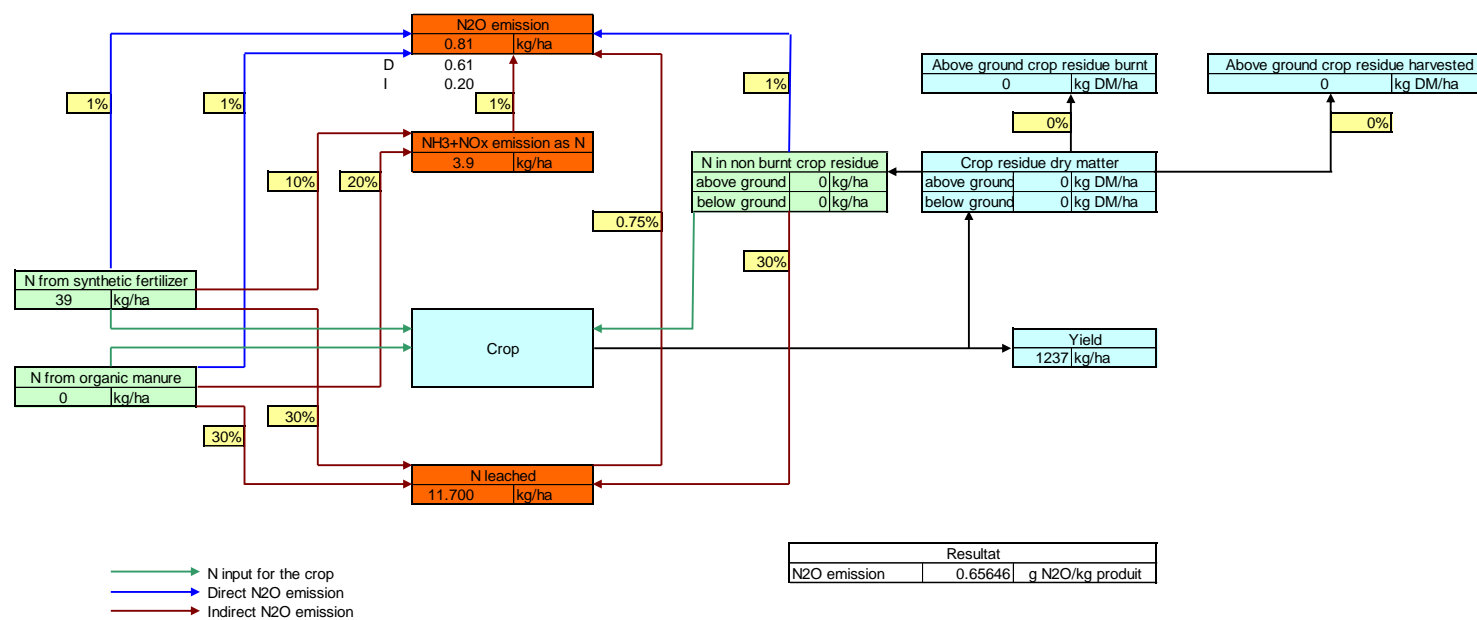 N2O emission
0.81 kg/ha
D 0.61
I 0.20
Above ground crop residue burnt
0 kg DM/ha
Above ground crop residue harvested
0 kg DM/ha
1%
1%
1%
1%
0%
0%
NH3+NOx emission as N
3.9 kg/ha
N in non burnt crop residue
above ground 0 kg/ha
below ground 0 kg/ha
Crop residue dry matter
above ground 0 kg DM/ha
below ground 0 kg DM/ha
10%
20%
0.75%
30%
N from synthetic fertilizer
39 kg/ha
Crop
Yield
1237 kg/ha
N from organic manure
0 kg/ha
30%
30%
N leached
11.700 kg/ha
Resultat
N2O emission 0.65646 g N2O/kg produit
N input for the crop
Direct N2O emission
Indirect N2O emission